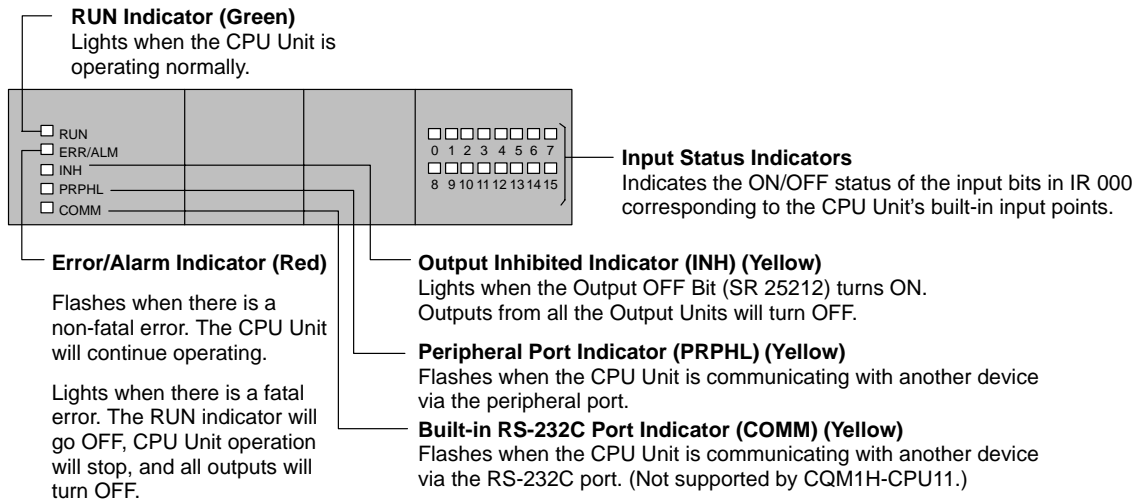 RUN Indicator (Green)
Lights when the CPU Unit is
operating normally.
RUN
ERR/ALM
INH
PRPHL
COMM
0 1 2 3 4 5 6 7
8 9 10 11 12 13 14 15
Input Status Indicators
Indicates the ON/OFF status of the input bits in IR 000
corresponding to the CPU Unit's built-in input points.
Error/Alarm Indicator (Red)
Flashes when there is a
non-fatal error. The CPU Unit
will continue operating.
Lights when there is a fatal
error. The RUN indicator will
go OFF, CPU Unit operation
will stop, and all outputs will
turn OFF.
Output Inhibited Indicator (INH) (Yellow)
Lights when the Output OFF Bit (SR 25212) turns ON.
Outputs from all the Output Units will turn OFF.
Peripheral Port Indicator (PRPHL) (Yellow)
Flashes when the CPU Unit is communicating with another device
via the peripheral port.
Built-in RS-232C Port Indicator (COMM) (Yellow)
Flashes when the CPU Unit is communicating with another device
via the RS-232C port. (Not supported by CQM1H-CPU11.)